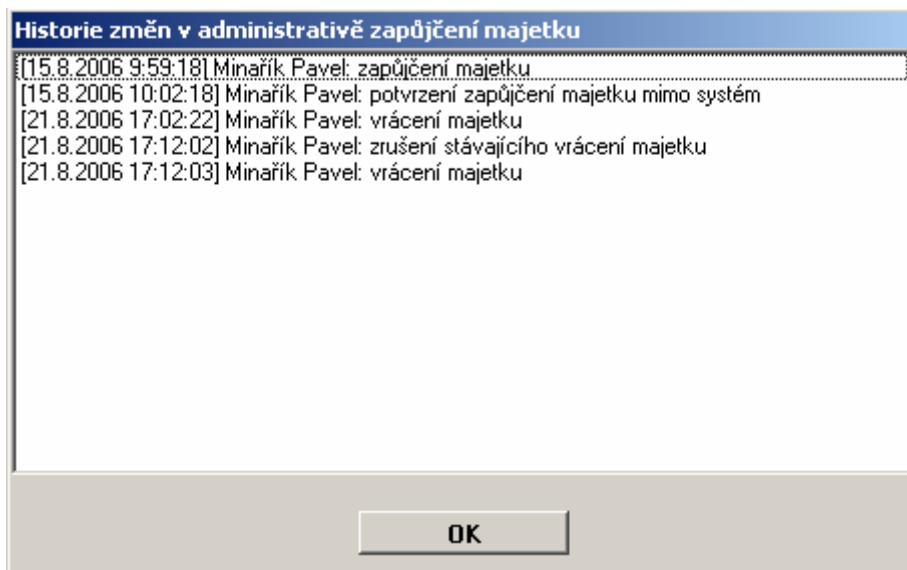 Historie změn v administrativě zapůjčení majetku
[15.8.2006 9:59:18] Minařík Pavel: zapůjčení majetku
[15.8.2006 10:02:18] Minařík Pavel: potvrzení zapůjčení majetku mimo systém
[21.8.2006 17:02:22] Minařík Pavel: vrácení majetku
[21.8.2006 17:12:02] Minařík Pavel: zrušení stávajícího vrácení majetku
[21.8.2006 17:12:03] Minařík Pavel: vrácení majetku
OK